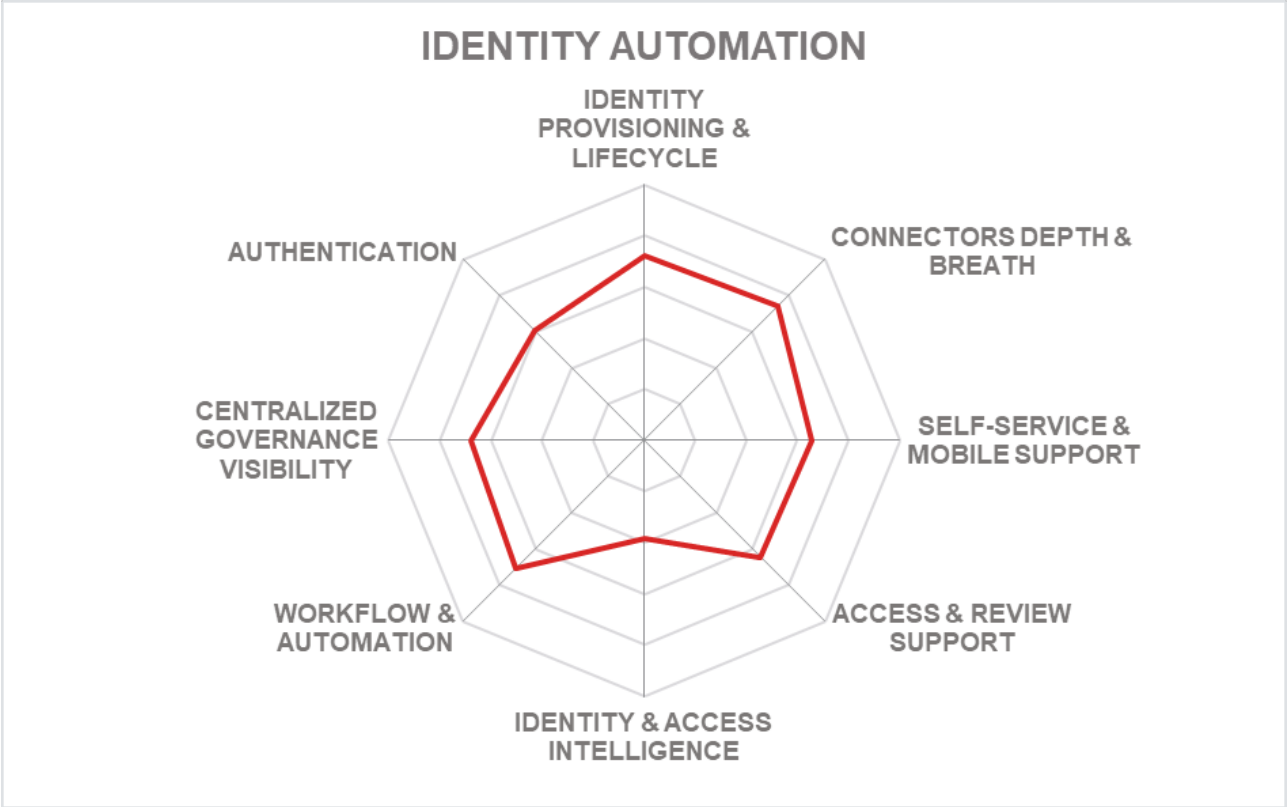 IDENTITY AUTOMATION
IDENTITY
PROVISIONING &
LIFECYCLE
CONNECTORS DEPTH &
BREATH
SELF-SERVICE &
MOBILE SUPPORT
ACCESS & REVIEW
SUPPORT
IDENTITY & ACCESS
INTELLIGENCE
WORKFLOW &
AUTOMATION
CENTRALIZED
GOVERNANCE
VISIBILITY
AUTHENTICATION